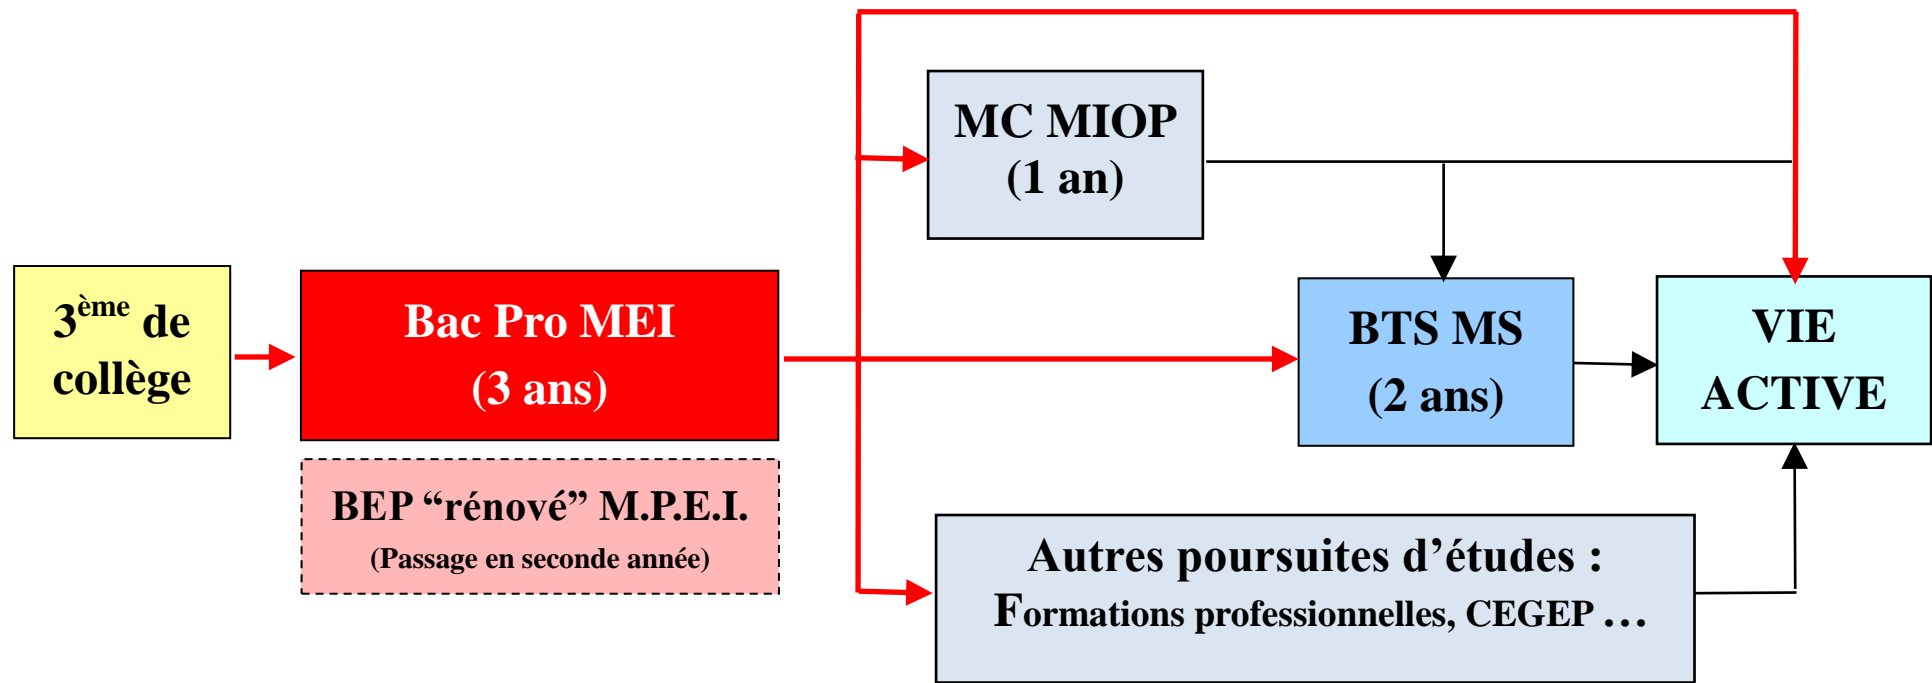 MC MIOP
(1 an)
3ème de
collège
Bac Pro MEI
(3 ans)
BTS MS
(2 ans)
VIE
ACTIVE
BEP “rénové” M.P.E.I.
(Passage en seconde année)
Autres poursuites d’études :
Formations professionnelles, CEGEP …